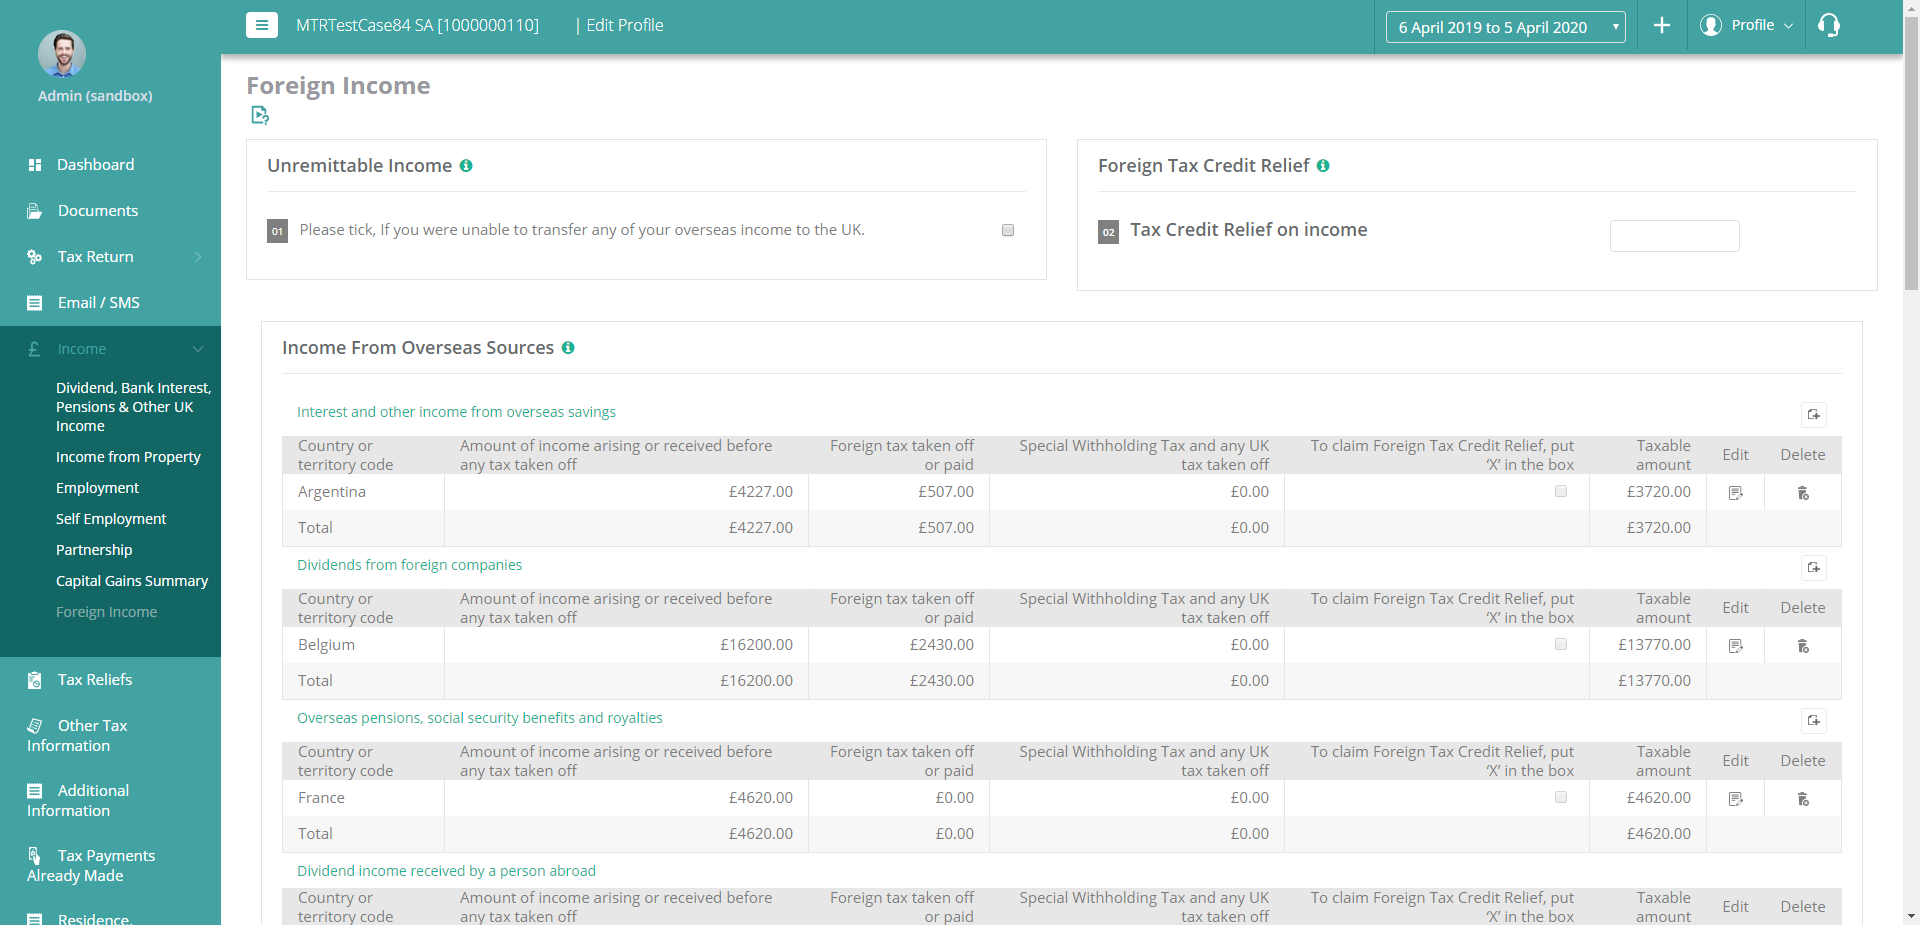 MTRTestCase84 SA [1000000110]
| Edit Profile
6 April 2019 to 5 April 2020
Profile
Admin (sandbox)
Dashboard
Documents
Tax Return
Email / SMS
£ Income
Dividend, Bank Interest,
Pensions & Other UK
Income
Income from Property
Employment
Self Employment
Partnership
Capital Gains Summary
Foreign Income
Tax Reliefs
Other Tax
Information
Additional
Information
Tax Payments
Already Made
Residence,
Foreign Income
Unremittable Income
01 Please tick, If you were unable to transfer any of your overseas income to the UK.
Foreign Tax Credit Relief
02 Tax Credit Relief on income
Income From Overseas Sources
Interest and other income from overseas savings
Country or territory code Amount of income arising or received before any tax taken off Foreign tax taken off or paid Special Withholding Tax and any UK tax taken off To claim Foreign Tax Credit Relief, put ‘X’ in the box Taxable amount Edit Delete
Argentina £4227.00 £507.00 £0.00 £3720.00
Total £4227.00 £507.00 £0.00 £3720.00
Dividends from foreign companies
Country or territory code Amount of income arising or received before any tax taken off Foreign tax taken off or paid Special Withholding Tax and any UK tax taken off To claim Foreign Tax Credit Relief, put ‘X’ in the box Taxable amount Edit Delete
Belgium £16200.00 £2430.00 £0.00 £13770.00
Total £16200.00 £2430.00 £0.00 £13770.00
Overseas pensions, social security benefits and royalties
Country or territory code Amount of income arising or received before any tax taken off Foreign tax taken off or paid Special Withholding Tax and any UK tax taken off To claim Foreign Tax Credit Relief, put ‘X’ in the box Taxable amount Edit Delete
France £4620.00 £0.00 £0.00 £4620.00
Total £4620.00 £0.00 £0.00 £4620.00
Dividend income received by a person abroad
Country or territory code Amount of income arising or received before any tax taken off Foreign tax taken off or paid Special Withholding Tax and any UK tax taken off To claim Foreign Tax Credit Relief, put ‘X’ in the box Taxable amount Edit Delete